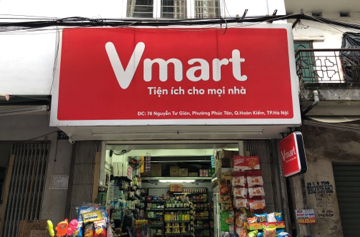 Vmart
Tiện ích cho mọi nhà
ĐC: 18 Nguyễn Tư Giản, Phường Phúc Tân, Q.Hoàn Kiếm, TP.Hà Nội
Vmart